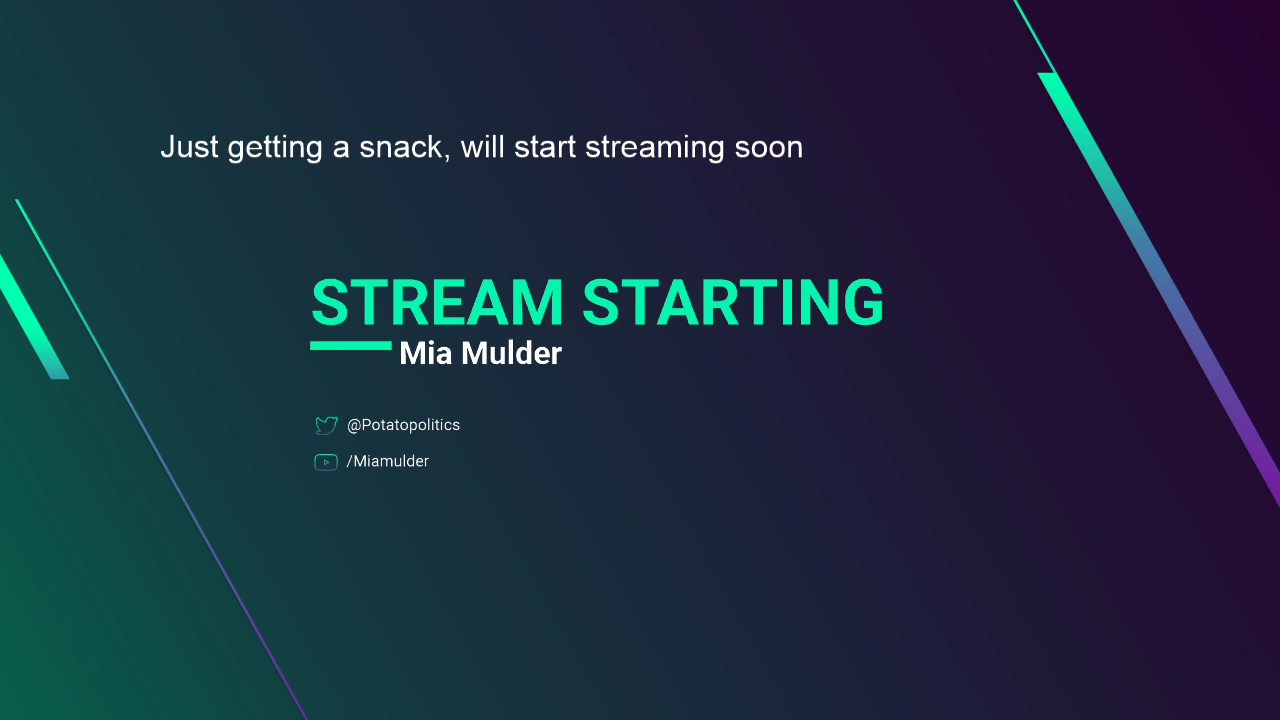 Just getting a snack, will start streaming soon
STREAM STARTING
Mia Mulder
@Potatopolitics
/Miamulder